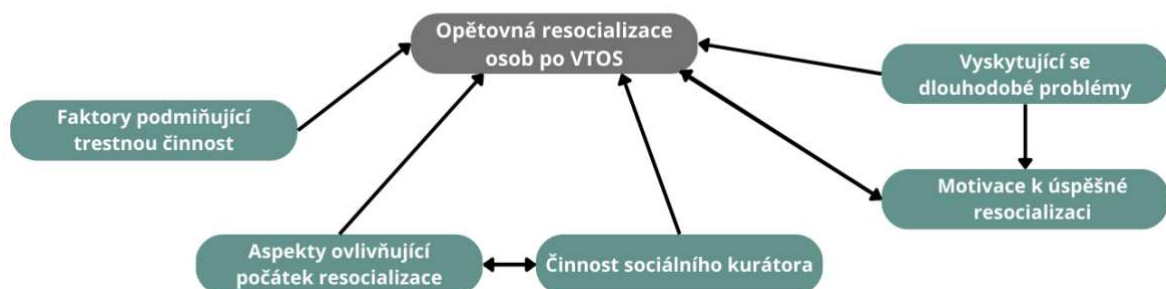 Opětovná resocializace
osob po VTOS
Vyskytující se
dlouhodobé problémy
Faktory podmiňující
trestnou činnost
Motivace k úspěšné
resocializaci
Aspekty ovlivňující
počátek resocializace
Činnost sociálního kurátora